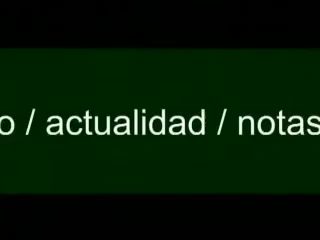 o / actualidad / notas